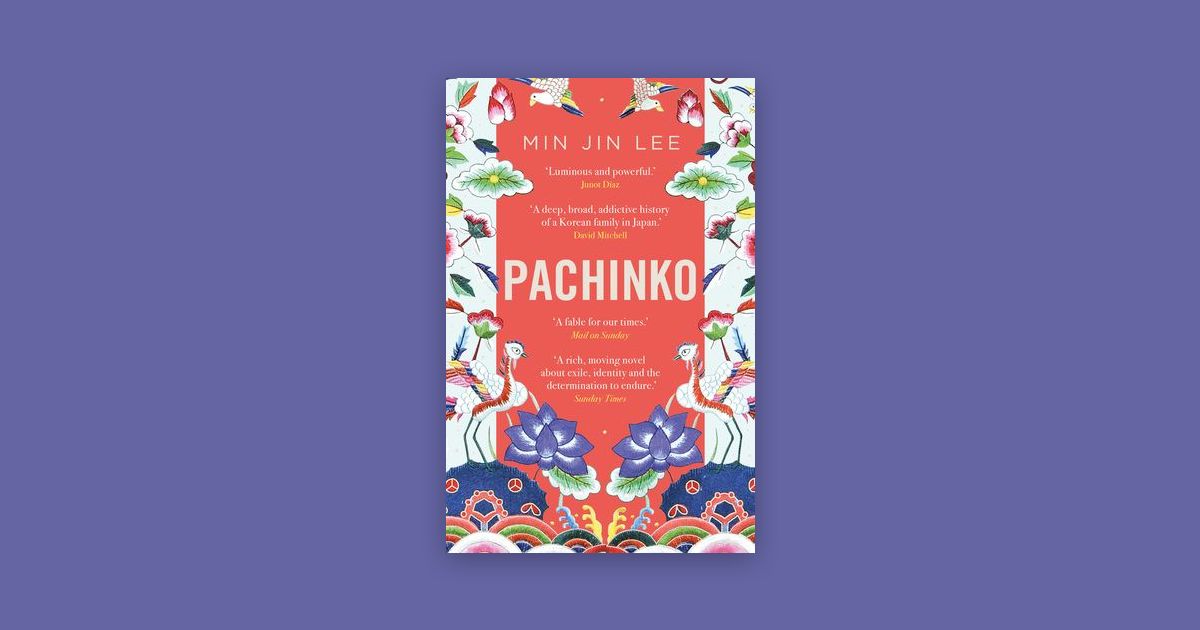 MIN JIN LEE
‘Luminous and powerful.’
Junot Díaz
‘A deep, broad, addictive history
of a Korean family in Japan.’
David Mitchell
PACHINKO
‘A fable for our times.’
Mail on Sunday
‘A rich, moving novel
about exile, identity and the
determination to endure.’
Sunday Times